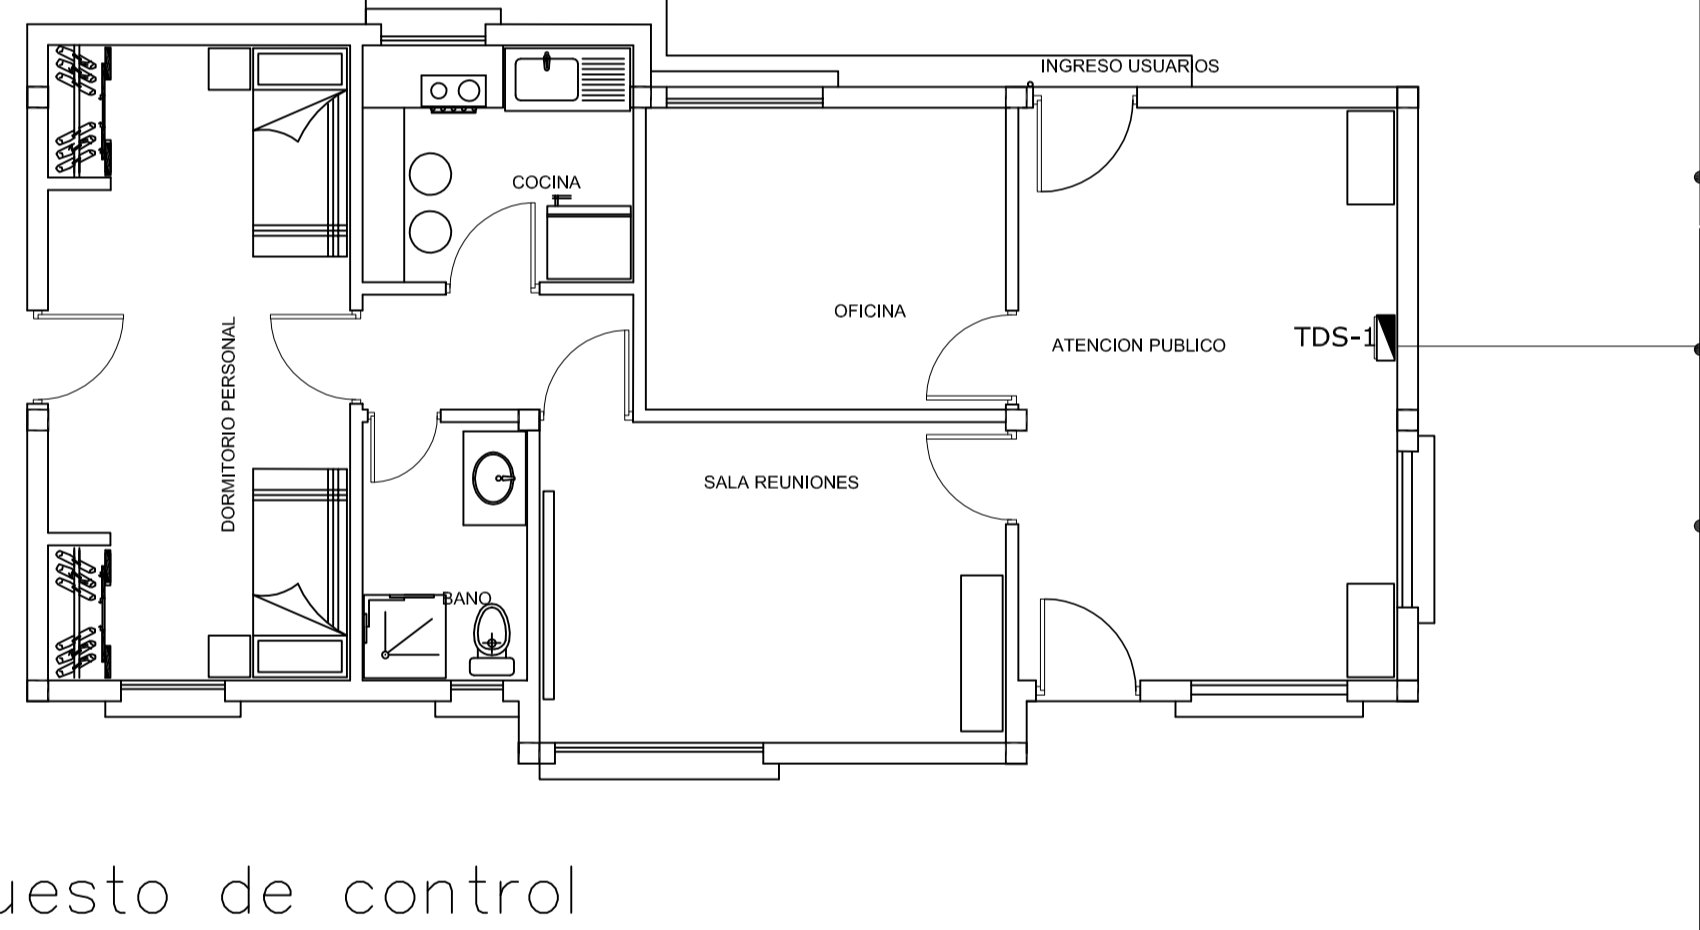 INGRESO USUARIOS
COCINA
OFICINA
ATENCION PUBLICO
TDS-1
DORMITORIO PERSONAL
SALA REUNIONES
BANO
uesto de control